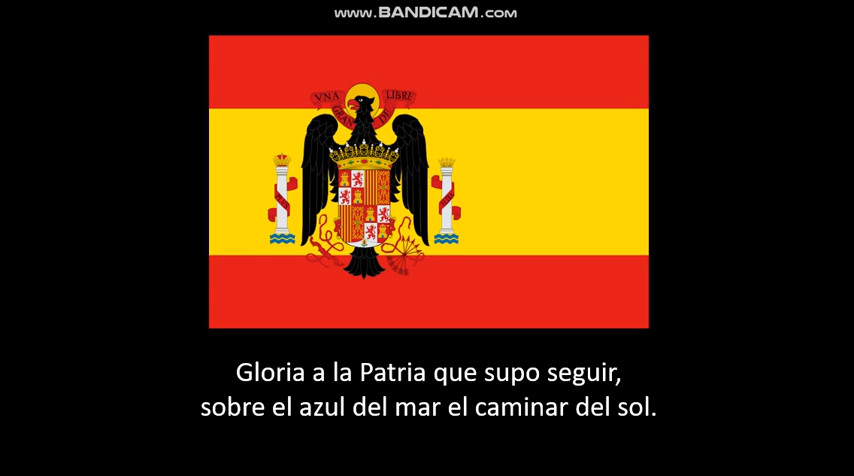 www.BANDICAM.com
VNA GRANDE LIBRE
Gloria a la Patria que supo seguir,
sobre el azul del mar el caminar del sol.